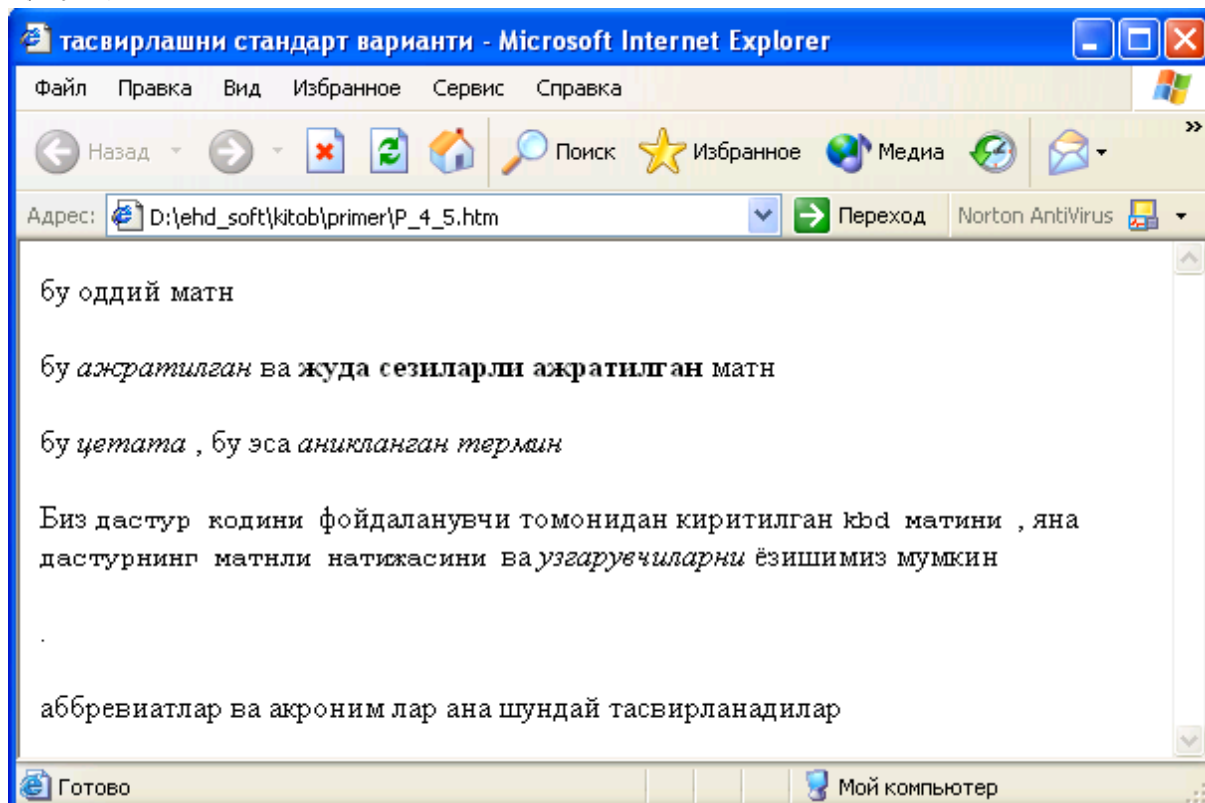 тасвирлашни стандарт варианти - Microsoft Internet Explorer
Файл Правка Вид Избранное Сервис Справка
Назад Поиск Избранное Медиа »
Адрес: D:\ehd_soft\kitob\primer\P_4_5.htm Переход Norton AntiVirus
бу оддий матн
бу ажратилган ва жуда сезиларли ажратилган матн
бу цетата , бу эса аникланган термин
Биз дастур кодини фойдаланувчи томонидан киритилган kbd матини , яна
дастурнинг матнли натижасини ва узгарувчиларни ёзишимиз мумкин
.
аббревиатлар ва акроним лар ана шундай тасвирланадилар
Готово Мой компьютер